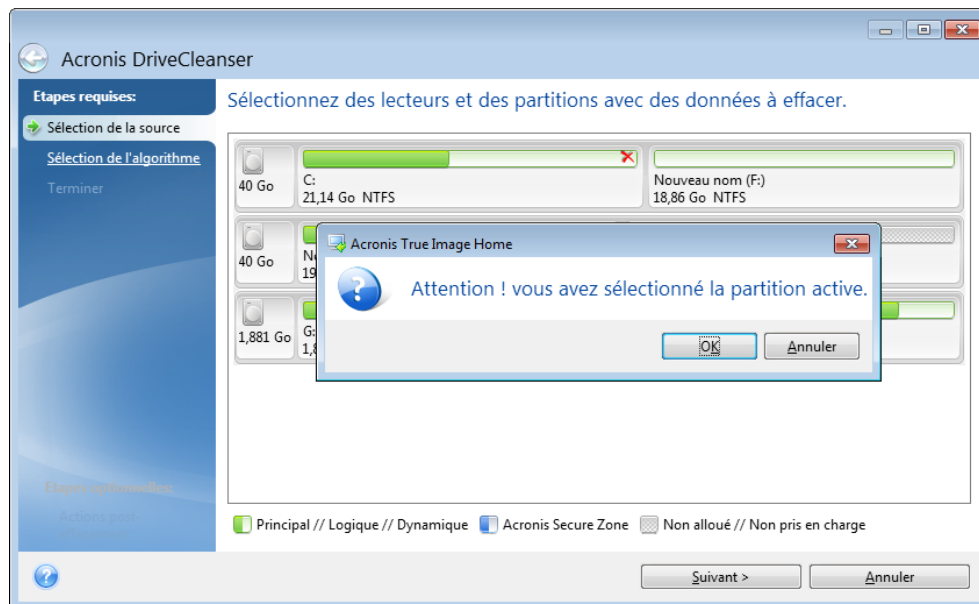 Acronis DriveCleanser
Etapes requises:
Sélection de la source
Sélection de l'algorithme
Terminer
Sélectionnez des lecteurs et des partitions avec des données à effacer.
40 Go
C:
21,14 Go NTFS
Nouveau nom (F:)
18,86 Go NTFS
40 Go
19
1,881 Go
G:
Acronis True Image Home
Attention ! vous avez sélectionné la partition active.
OK
Annuler
Actions post-
Principal // Logique // Dynamique
Acronis Secure Zone
Non alloué // Non pris en charge
Suivant >
Annuler